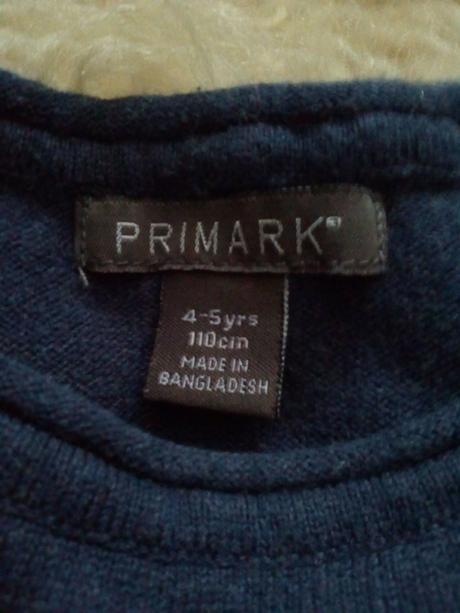 PRIMARK
4-5yrs
110cm
MADE IN
BANGLADESH